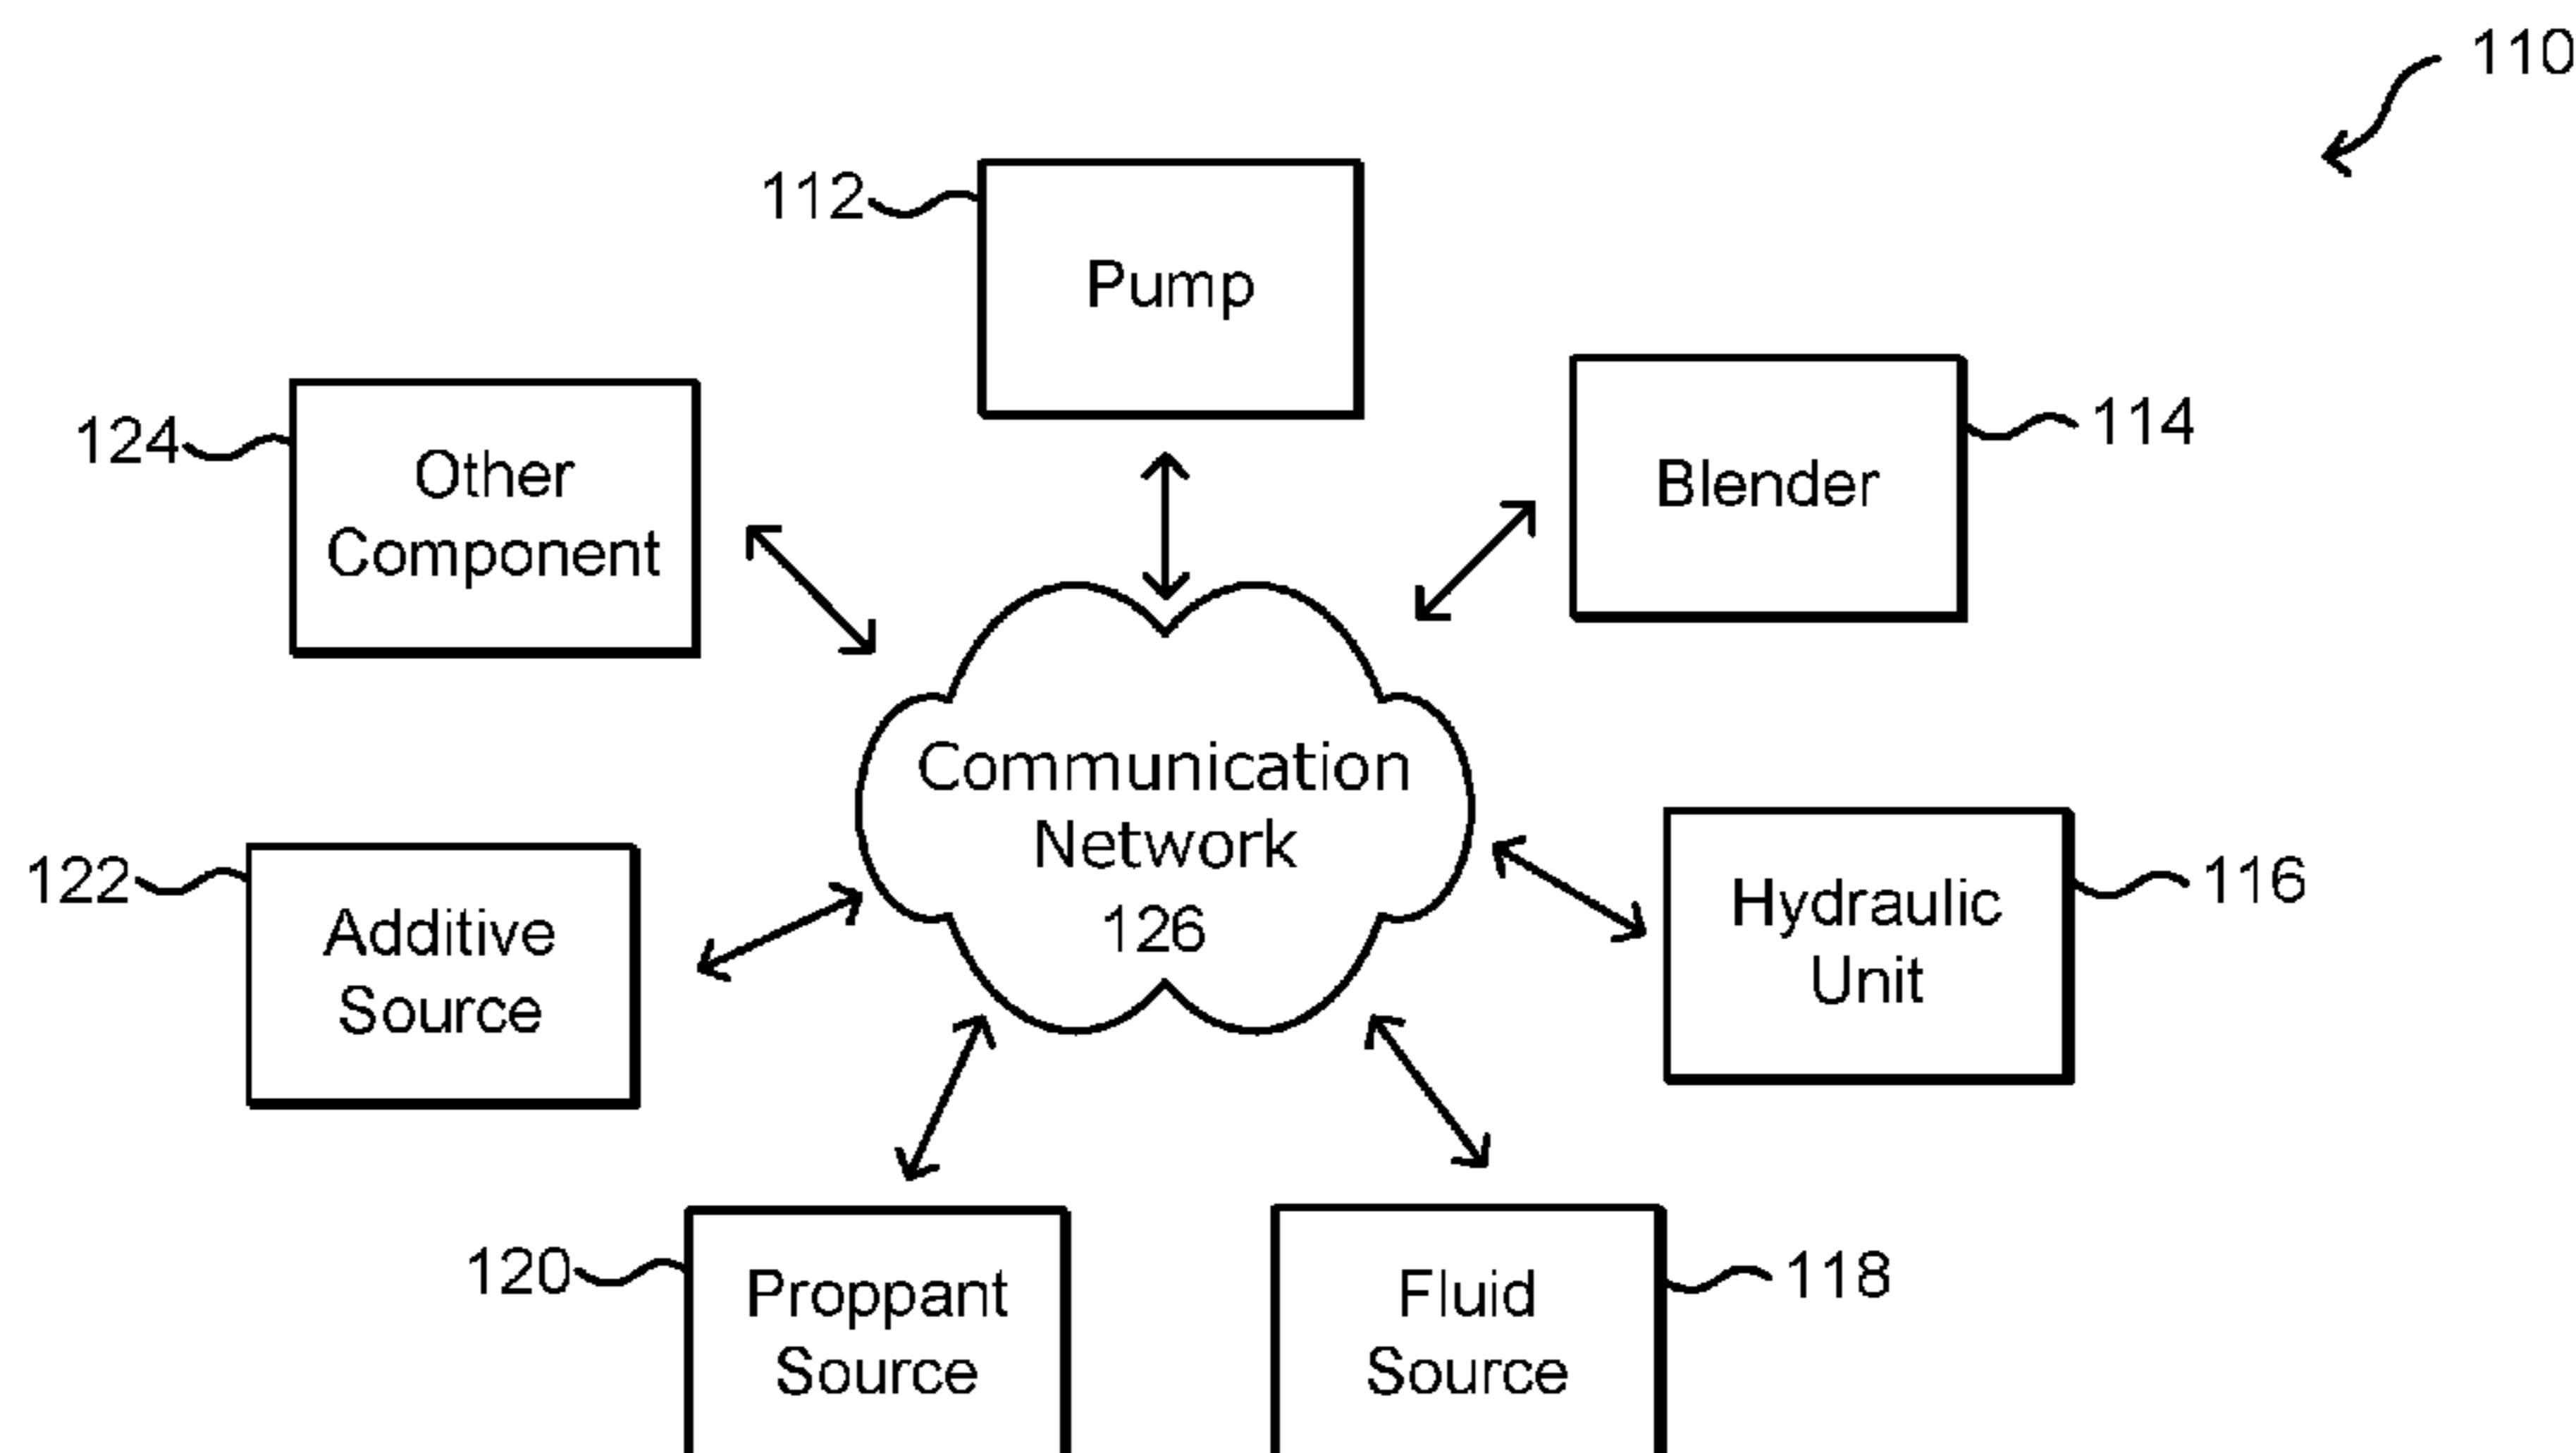 110
112
Pump
124
Other
Component
Blender
114
Communication
Network
126
122
Additive
Source
Hydraulic
Unit
116
120
Proppant
Source
Fluid
Source
118